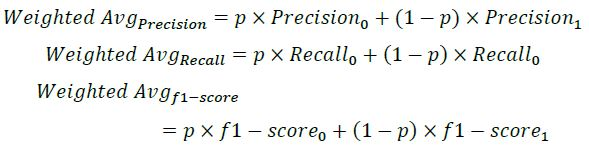 Weighted Avg_Precision = p × Precision_0 + (1 − p) × Precision_1
Weighted Avg_Recall = p × Recall_0 + (1 − p) × Recall_0
Weighted Avg_f1−score
= p × f1 − score_0 + (1 − p) × f1 − score_1